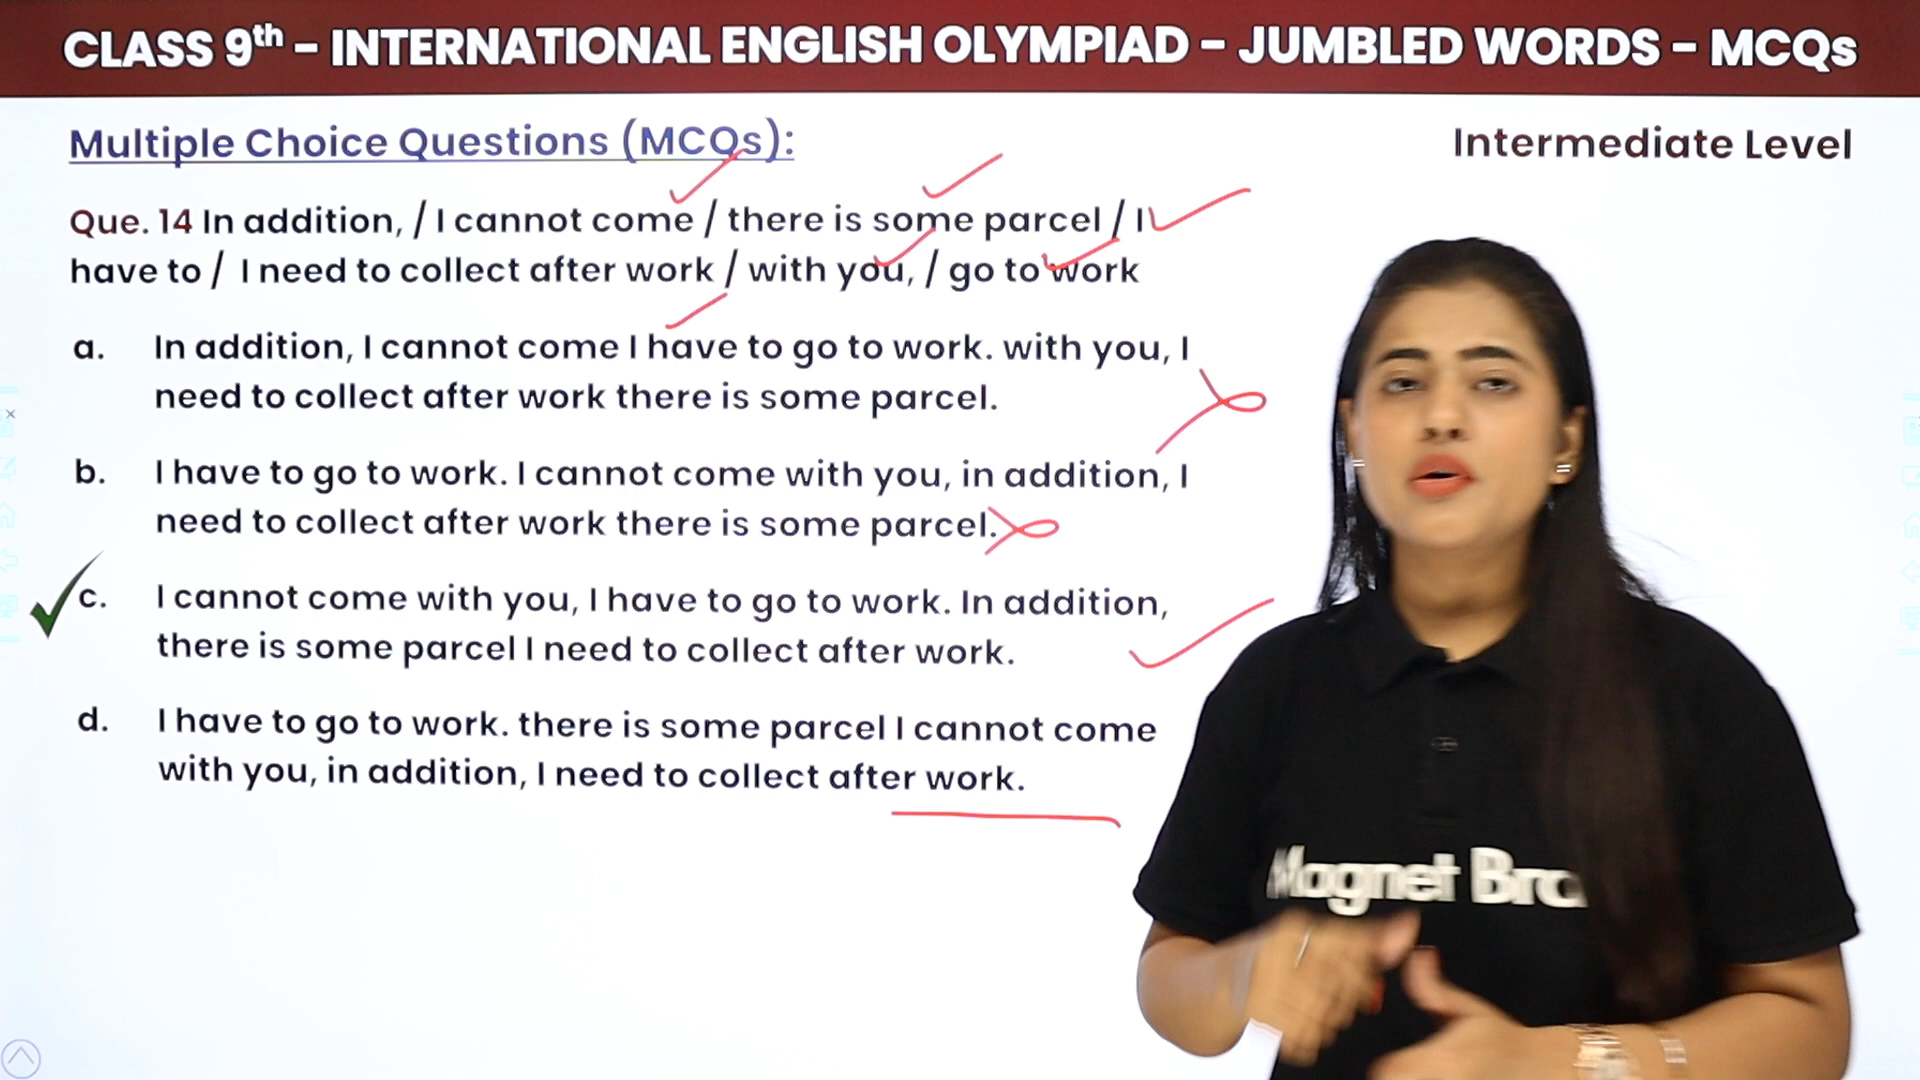 CLASS 9th – INTERNATIONAL ENGLISH OLYMPIAD – JUMBLED WORDS – MCQs
Multiple Choice Questions (MCQs):
Intermediate Level
Que. 14 In addition, / I cannot come / there is some parcel / I
have to / I need to collect after work / with you, / go to work
a. In addition, I cannot come I have to go to work. with you, I
need to collect after work there is some parcel.
b. I have to go to work. I cannot come with you, in addition, I
need to collect after work there is some parcel.
c. I cannot come with you, I have to go to work. In addition,
there is some parcel I need to collect after work.
d. I have to go to work. there is some parcel I cannot come
with you, in addition, I need to collect after work.
Magnet Bra